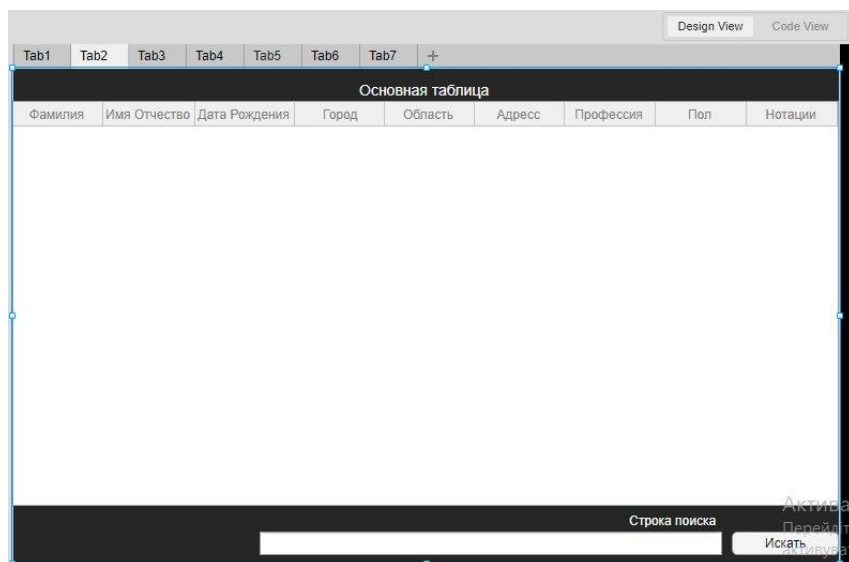 Design View Code View
Tab1 Tab2 Tab3 Tab4 Tab5 Tab6 Tab7 +
Основная таблица
Фамилия Имя Отчество Дата Рождения Город Область Адресс Профессия Пол Нотации
Строка поиска
Искать